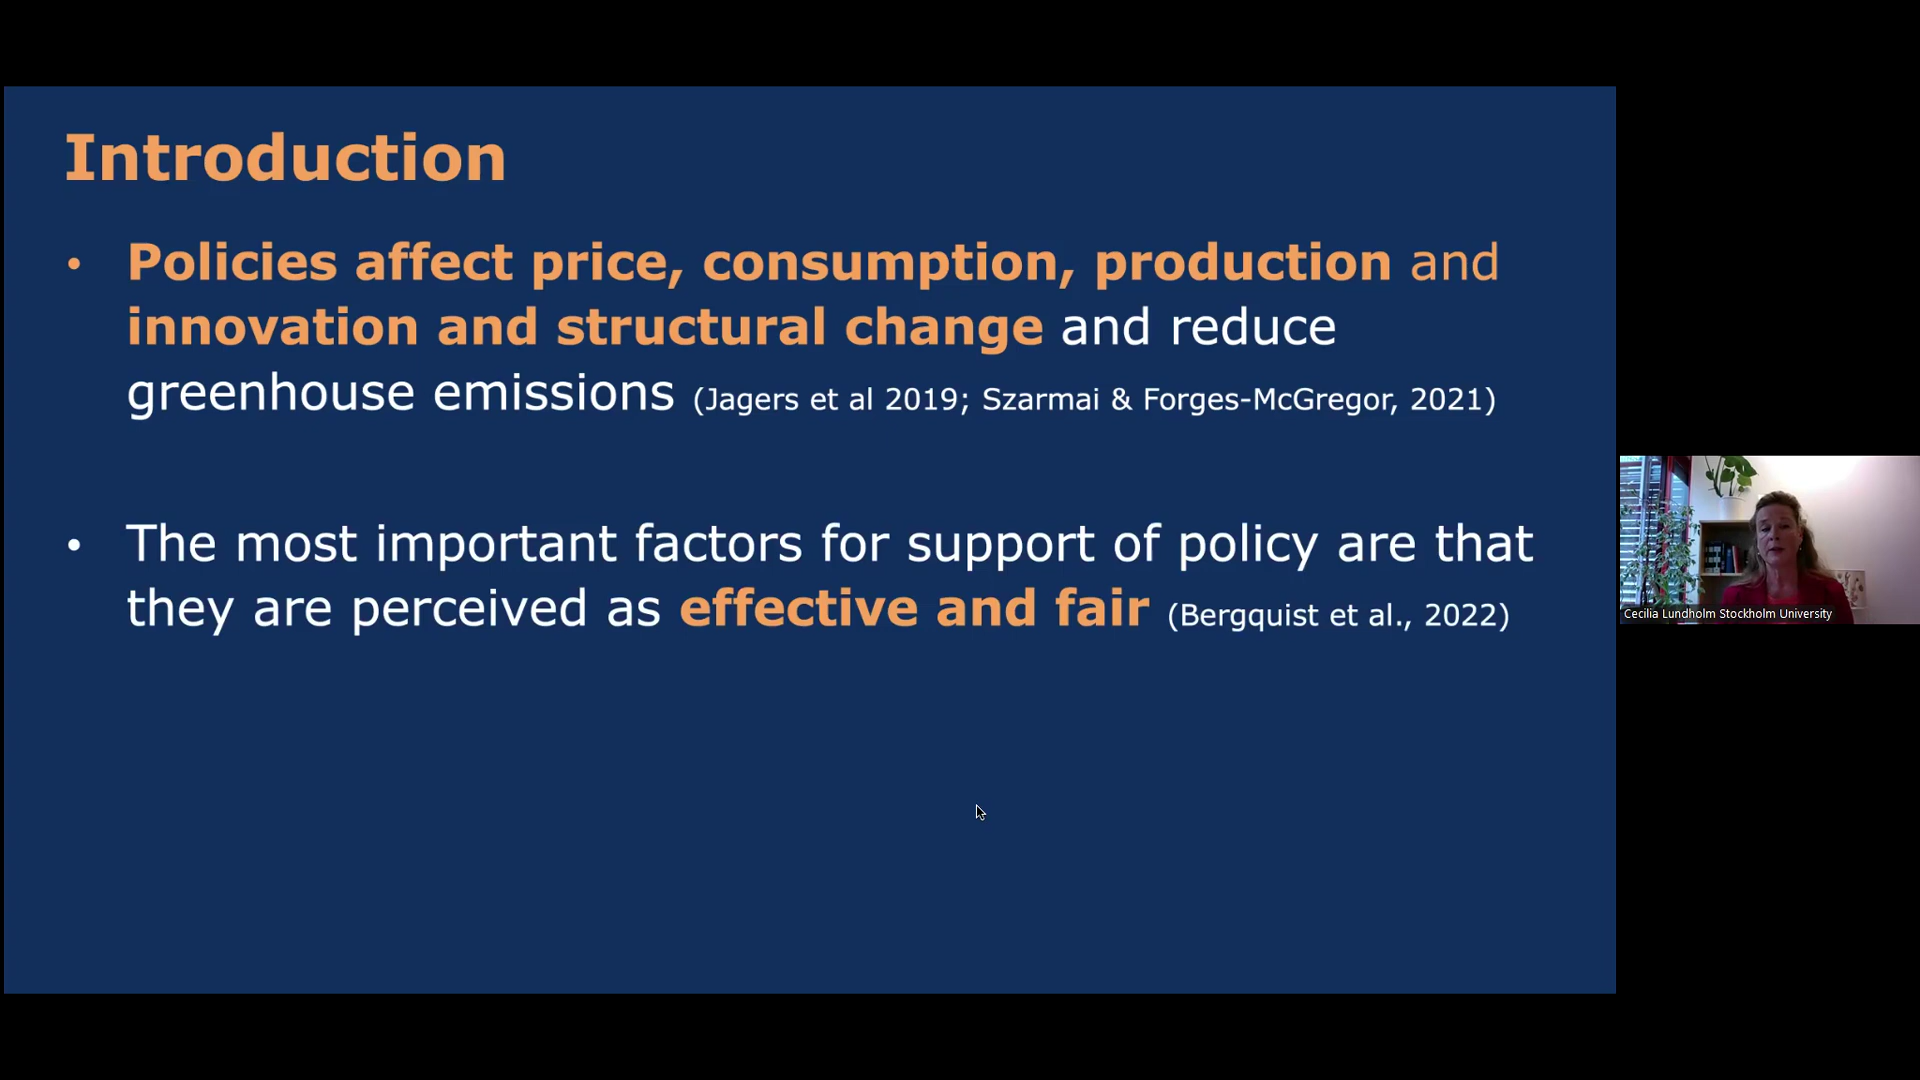 Introduction
• Policies affect price, consumption, production and
innovation and structural change and reduce
greenhouse emissions (Jagers et al 2019; Szarmai & Forges-McGregor, 2021)
• The most important factors for support of policy are that
they are perceived as effective and fair (Bergquist et al., 2022)
Cecilia Lundholm Stockholm University